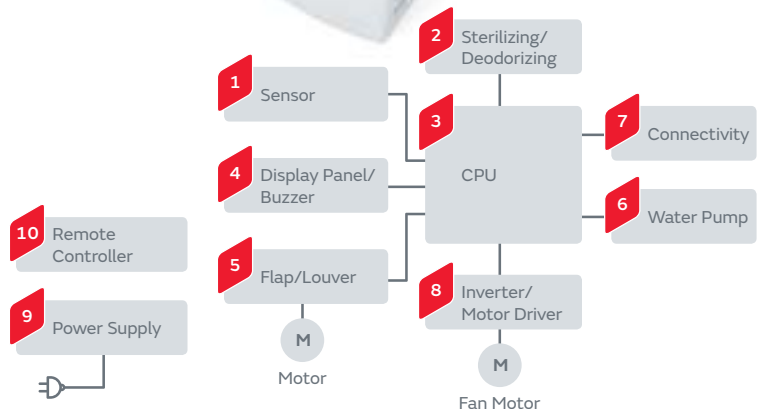 2
Sterilizing/
Deodorizing
1
Sensor
3
CPU
7
Connectivity
4
Display Panel/
Buzzer
6
Water Pump
10
Remote
Controller
5
Flap/Louver
8
Inverter/
Motor Driver
9
Power Supply
M
Motor
M
Fan Motor